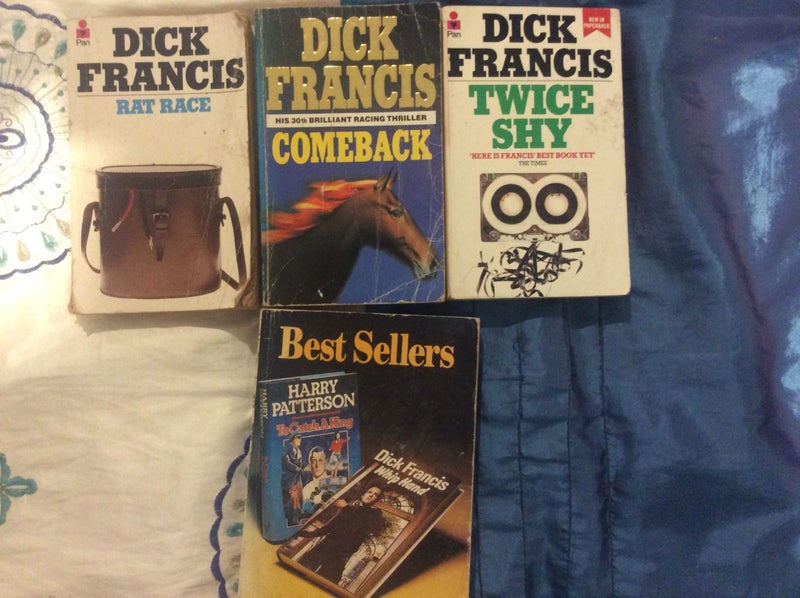 Pan
DICK
FRANCIS
RAT RACE
DICK
FRANCIS
HIS 30th BRILLIANT RACING THRILLER
COMEBACK
Pan
NEW IN
PAPERBACK
DICK
FRANCIS
TWICE
SHY
'HERE IS FRANCIS' BEST BOOK YET'
THE TIMES
Best Sellers
HARRY
PATTERSON
To Catch A King
Dick Francis
Whip Hand